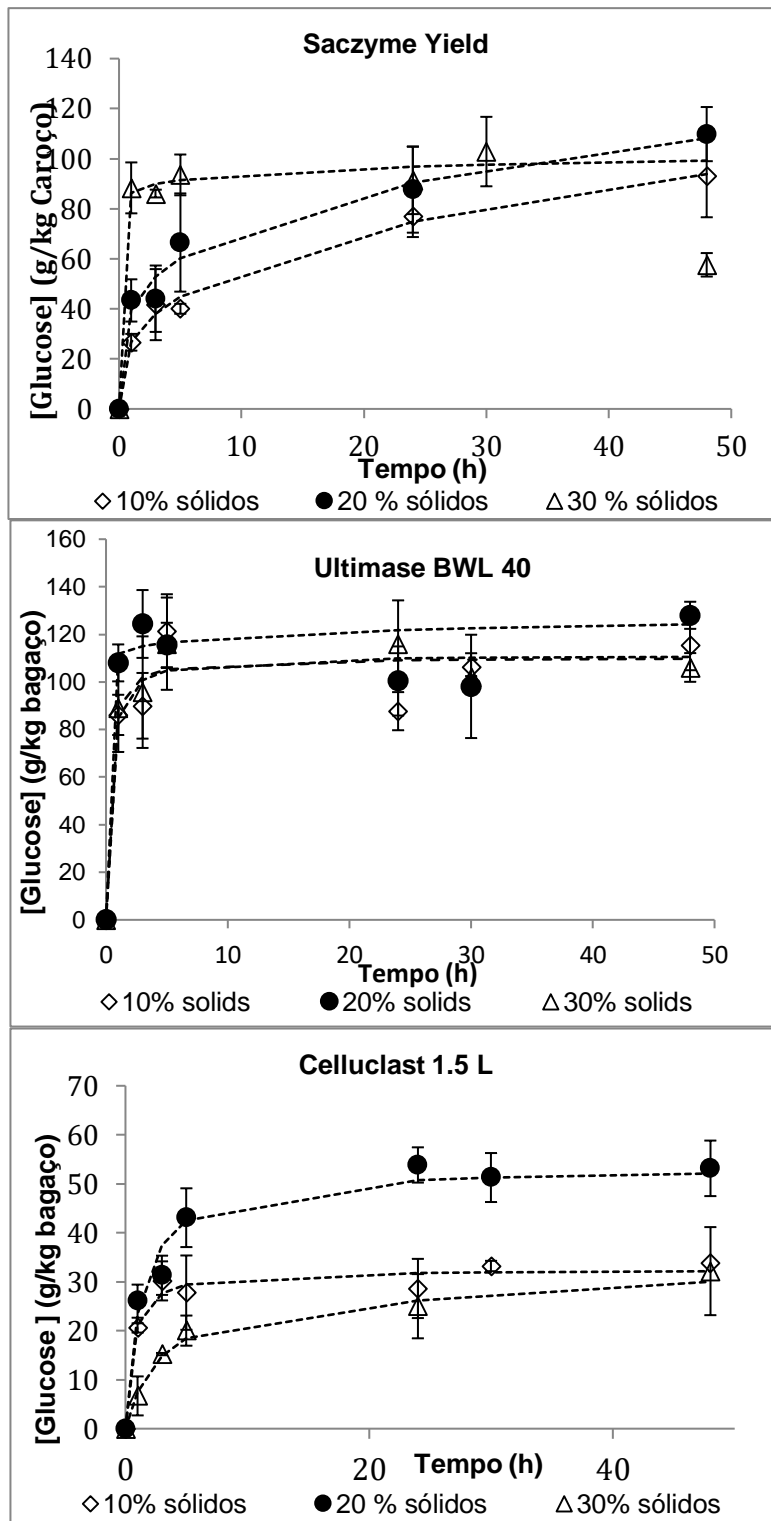 Saczyme Yield
[Glucose] (g/kg Caroço)
140
120
100
80
60
40
20
0
0 10 20 30 40 50
Tempo (h)
10% sólidos 20 % sólidos 30 % sólidos
Ultimase BWL 40
[Glucose] (g/kg bagaço)
160
140
120
100
80
60
40
20
0
0 10 20 30 40 50
Tempo (h)
10% solids 20% solids 30% solids
Celluclast 1.5 L
[Glucose ] (g/kg bagaço)
70
60
50
40
30
20
10
0
0 20 40
Tempo (h)
10% sólidos 20 % sólidos 30% sólidos